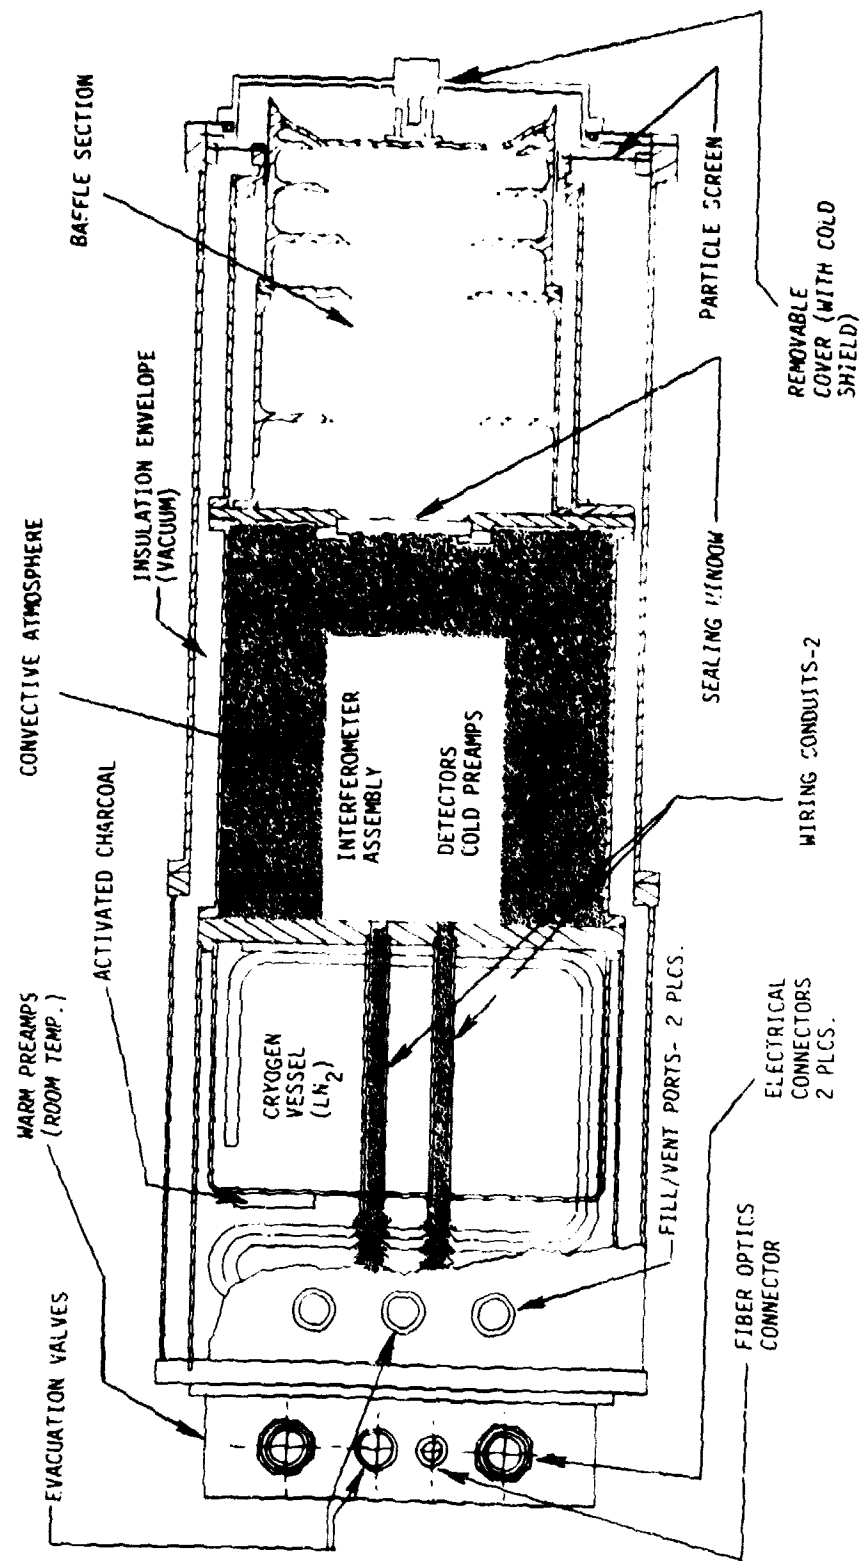 EVACUATION VALVES
WARM PREAMPS
(ROOM TEMP.)
ACTIVATED CHARCOAL
CONVECTIVE ATMOSPHERE
INSULATION ENVELOPE
(VACUUM)
BAFFLE SECTION
CRYOGEN
VESSEL
(LN2)
INTERFEROMETER
ASSEMBLY
DETECTORS
COLD PREAMPS
FIBER OPTICS
CONNECTOR
FILL/VENT PORTS- 2 PLCS.
ELECTRICAL
CONNECTORS
2 PLCS.
WIRING CONDUITS-2
SEALING WINDOW
PARTICLE SCREEN
REMOVABLE
COVER (WITH COLD
SHIELD)